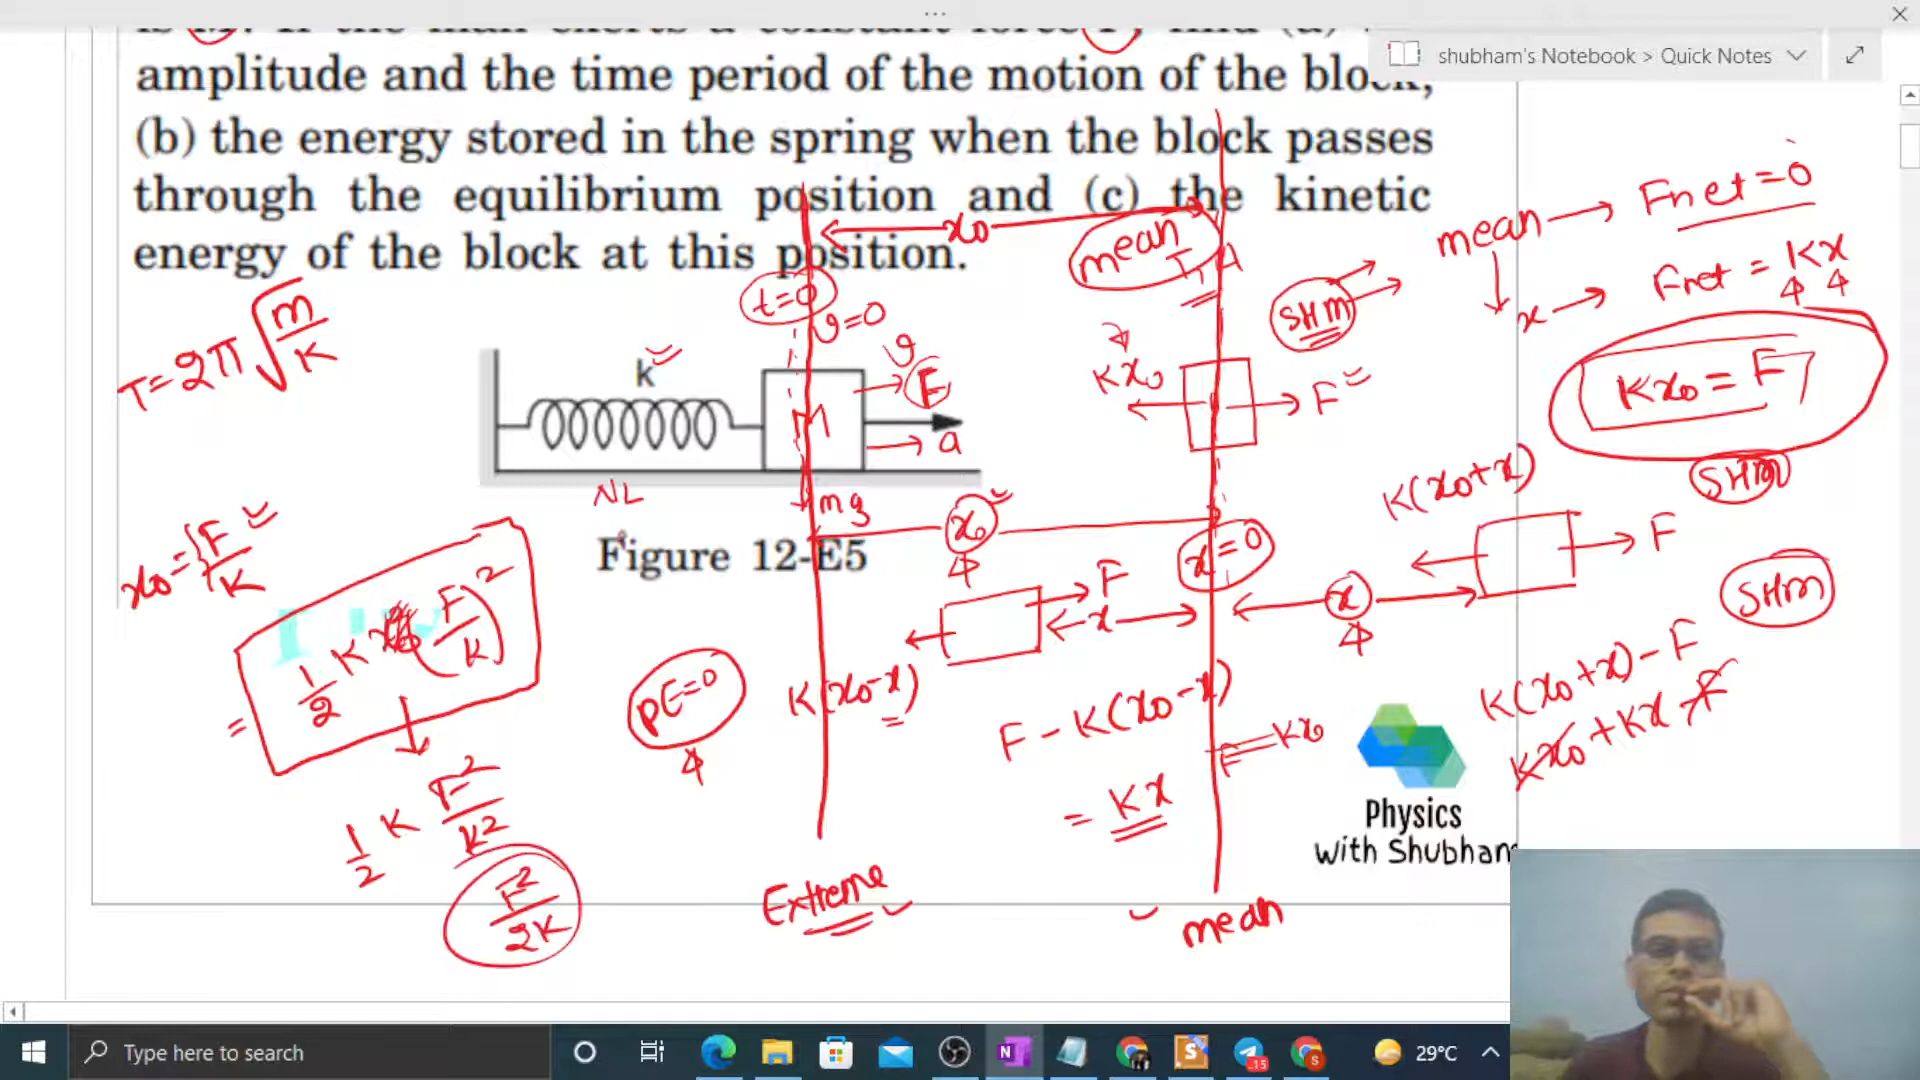 shubham's Notebook > Quick Notes
amplitude and the time period of the motion of the block,
(b) the energy stored in the spring when the block passes
through the equilibrium position and (c) the kinetic
energy of the block at this position.
x0
mean
mean → Fnet = 0
x → Fnet = Kx
Kx0 = F
SHM
SHM
SHM
T = 2π√m/K
t=0
v=0
v
k
M
F
a
NL
mg
Kx0
F
x0 = F/K
Figure 12-E5
x0
x=0
K(x0+x)
F
x
F
x
K(x0-x)
F - K(x0-x)
F = Kx0
= Kx
K(x0+x) - F
Kx0 + Kx - F
PE=0
= 1/2 K (F/K)²
1/2 K F²/K²
F²/2K
Extreme
mean
Physics
with Shubham
Type here to search
15
29°C